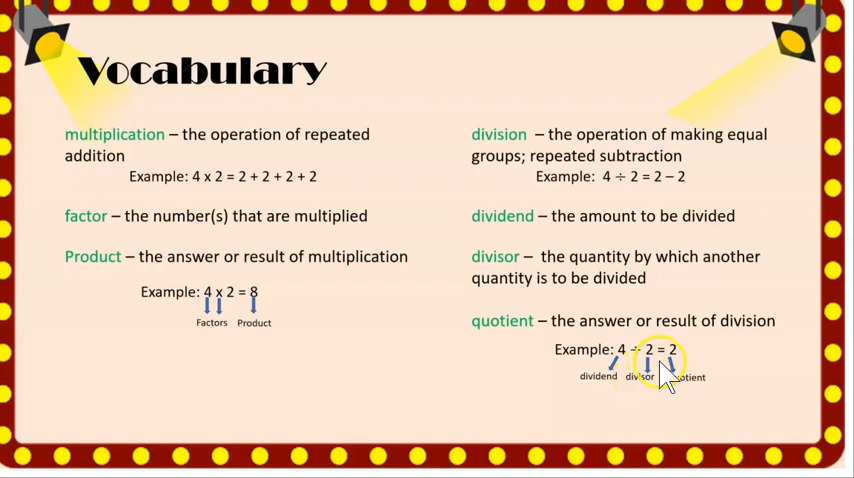 Vocabulary
multiplication – the operation of repeated
addition
Example: 4 x 2 = 2 + 2 + 2 + 2
factor – the number(s) that are multiplied
Product – the answer or result of multiplication
Example: 4 x 2 = 8
Factors Product
division – the operation of making equal
groups; repeated subtraction
Example: 4 ÷ 2 = 2 – 2
dividend – the amount to be divided
divisor – the quantity by which another
quantity is to be divided
quotient – the answer or result of division
Example: 4 ÷ 2 = 2
dividend divisor